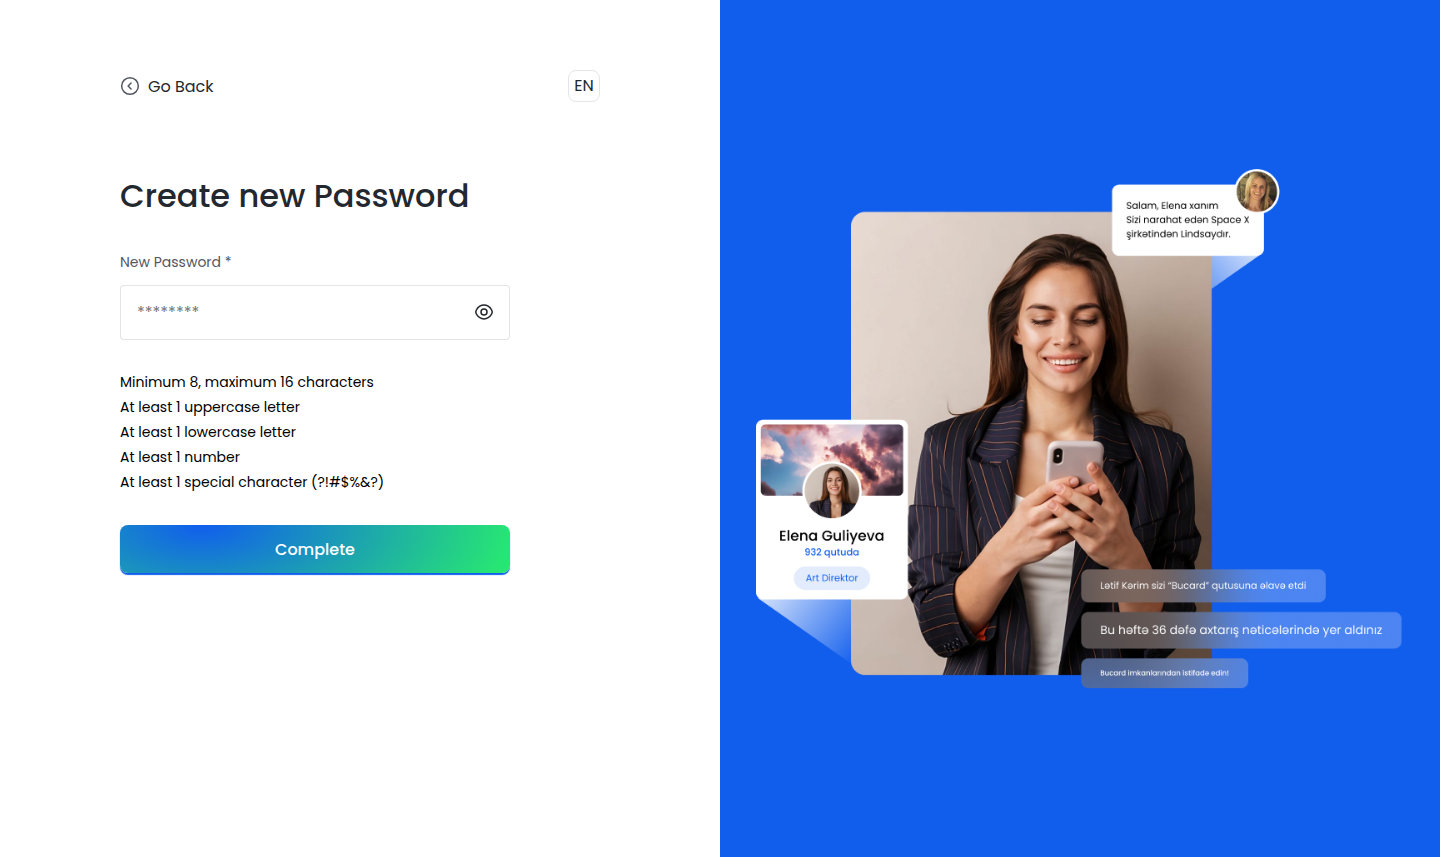 Go Back
EN
Create new Password
New Password *
********
Minimum 8, maximum 16 characters
At least 1 uppercase letter
At least 1 lowercase letter
At least 1 number
At least 1 special character (?!#$%&?)
Complete
Salam, Elena xanım
Sizi narahat edən Space X
şirkətindən Lindsaydır.
Elena Guliyeva
932 qutuda
Art Direktor
Lətif Kərim sizi "Bucard" qutusuna əlavə etdi
Bu həftə 36 dəfə axtarış nəticələrində yer aldınız
Bucard imkanlarından istifadə edin!